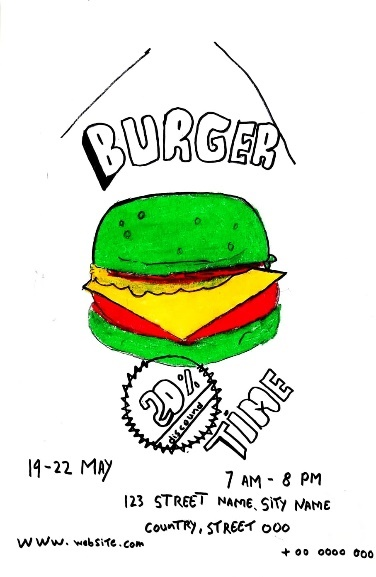 BURGER
20%
discound
TIME
19-22 MAY
7 AM - 8 PM
123 STREET NAME, SITY NAME
COUNTRY, STREET 000
WWW. website.com
+ 00 0000 000